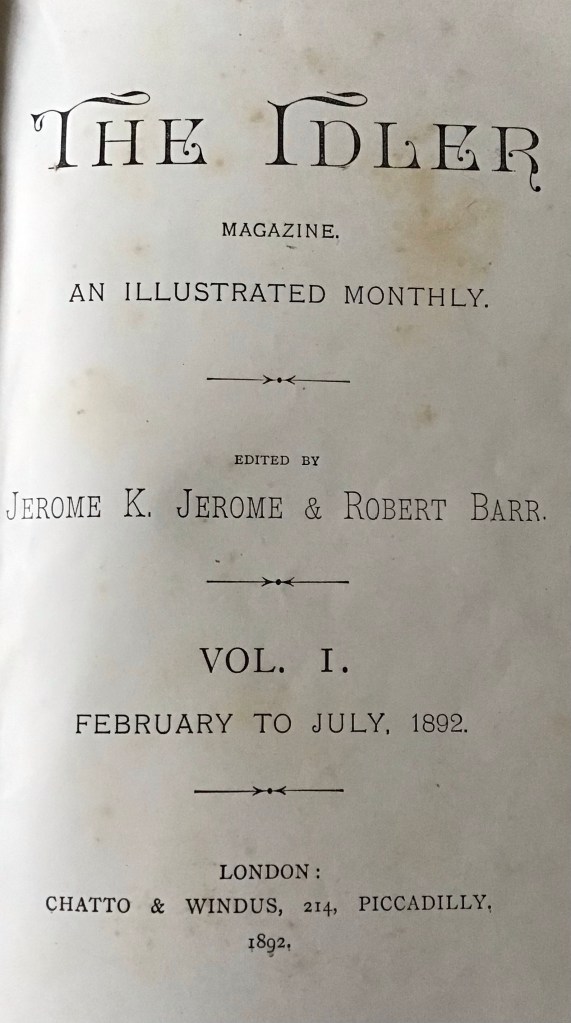 THE IDLER
MAGAZINE.
AN ILLUSTRATED MONTHLY.
EDITED BY
JEROME K. JEROME & ROBERT BARR.
VOL. I.
FEBRUARY TO JULY, 1892.
LONDON:
CHATTO & WINDUS, 214, PICCADILLY.
1892.